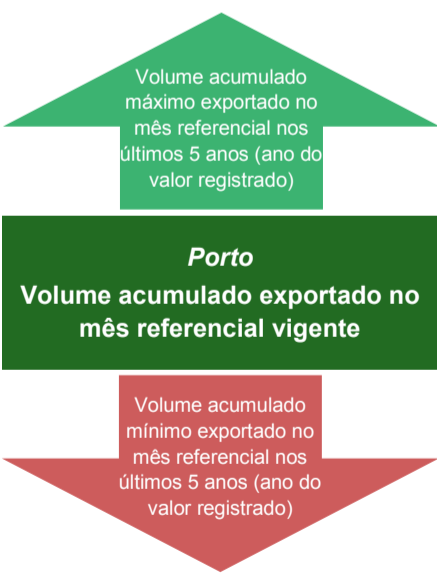 Volume acumulado
máximo exportado no
mês referencial nos
últimos 5 anos (ano do
valor registrado)
Porto
Volume acumulado exportado no
mês referencial vigente
Volume acumulado
mínimo exportado no
mês referencial nos
últimos 5 anos (ano do
valor registrado)